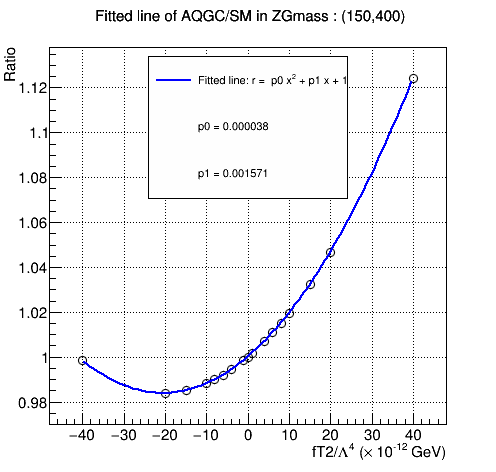 Fitted line of AQGC/SM in ZGmass : (150,400)
Ratio
Fitted line: r = p0 x² + p1 x + 1
p0 = 0.000038
p1 = 0.001571
1.12
1.1
1.08
1.06
1.04
1.02
1
0.98
−40 −30 −20 −10 0 10 20 30 40
fT2/Λ⁴ (× 10⁻¹² GeV)